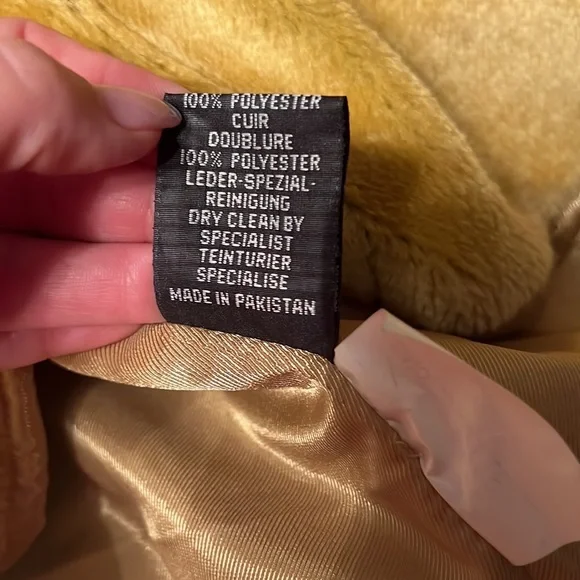 100% POLYESTER
CUIR
DOUBLURE
100% POLYESTER
LEDER-SPEZIAL-
REINIGUNG
DRY CLEAN BY
SPECIALIST
TEINTURIER
SPECIALISE
MADE IN PAKISTAN